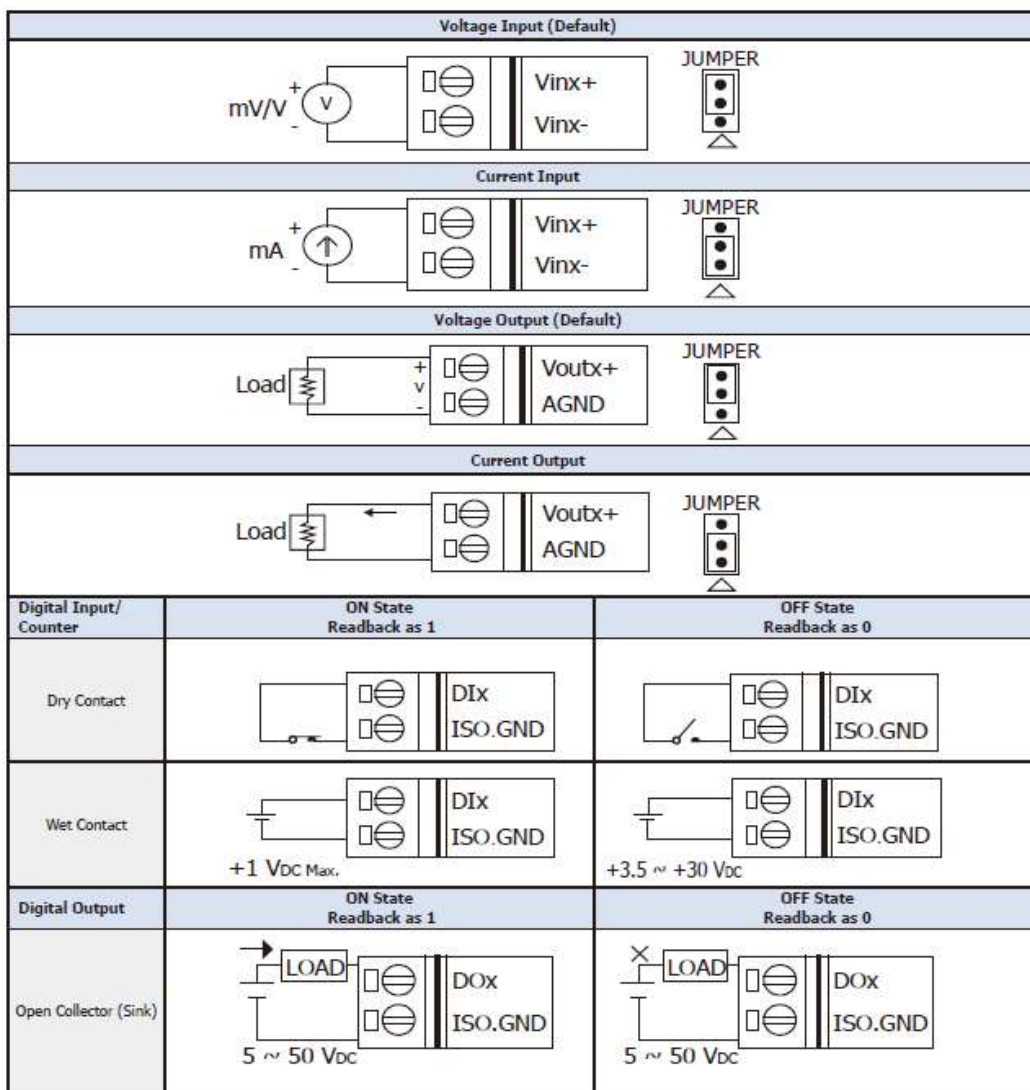 Voltage Input (Default)
JUMPER
mV/V
+
-
V
Vinx+
Vinx-
Current Input
JUMPER
mA
+
-
Vinx+
Vinx-
Voltage Output (Default)
JUMPER
Load
+
v
-
Voutx+
AGND
Current Output
JUMPER
Load
Voutx+
AGND
Digital Input/
Counter
ON State
Readback as 1
OFF State
Readback as 0
Dry Contact
DIx
ISO.GND
DIx
ISO.GND
Wet Contact
DIx
ISO.GND
+1 VDC Max.
DIx
ISO.GND
+3.5 ~ +30 VDC
Digital Output
ON State
Readback as 1
OFF State
Readback as 0
Open Collector (Sink)
LOAD
DOx
ISO.GND
5 ~ 50 VDC
LOAD
DOx
ISO.GND
5 ~ 50 VDC